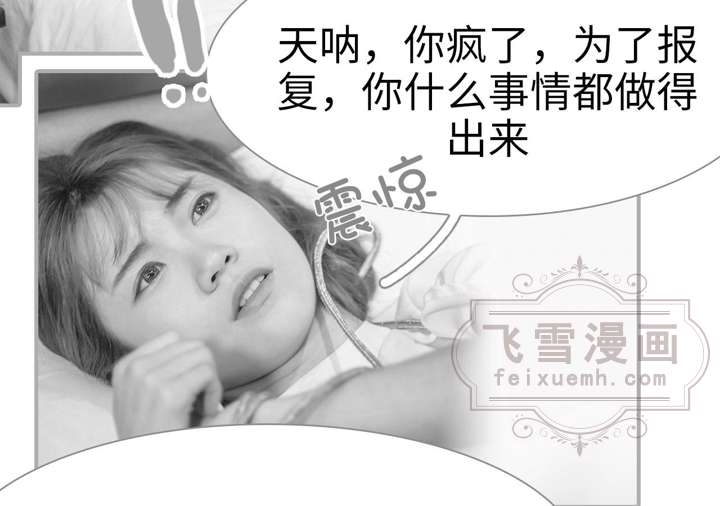 !!
天呐，你疯了，为了报
复，你什么事情都做得
出来
震惊
飞雪漫画
feixuemh.com